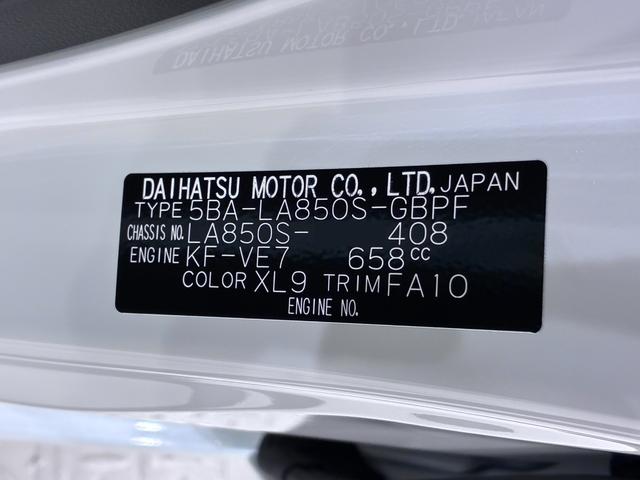 DAIHATSU MOTOR CO., LTD. JAPAN
TYPE 5BA-LA850S-GBPF
CHASSIS NO. LA850S- 408
ENGINE KF-VE7 658CC
COLOR XL9 TRIM FA10
ENGINE NO.